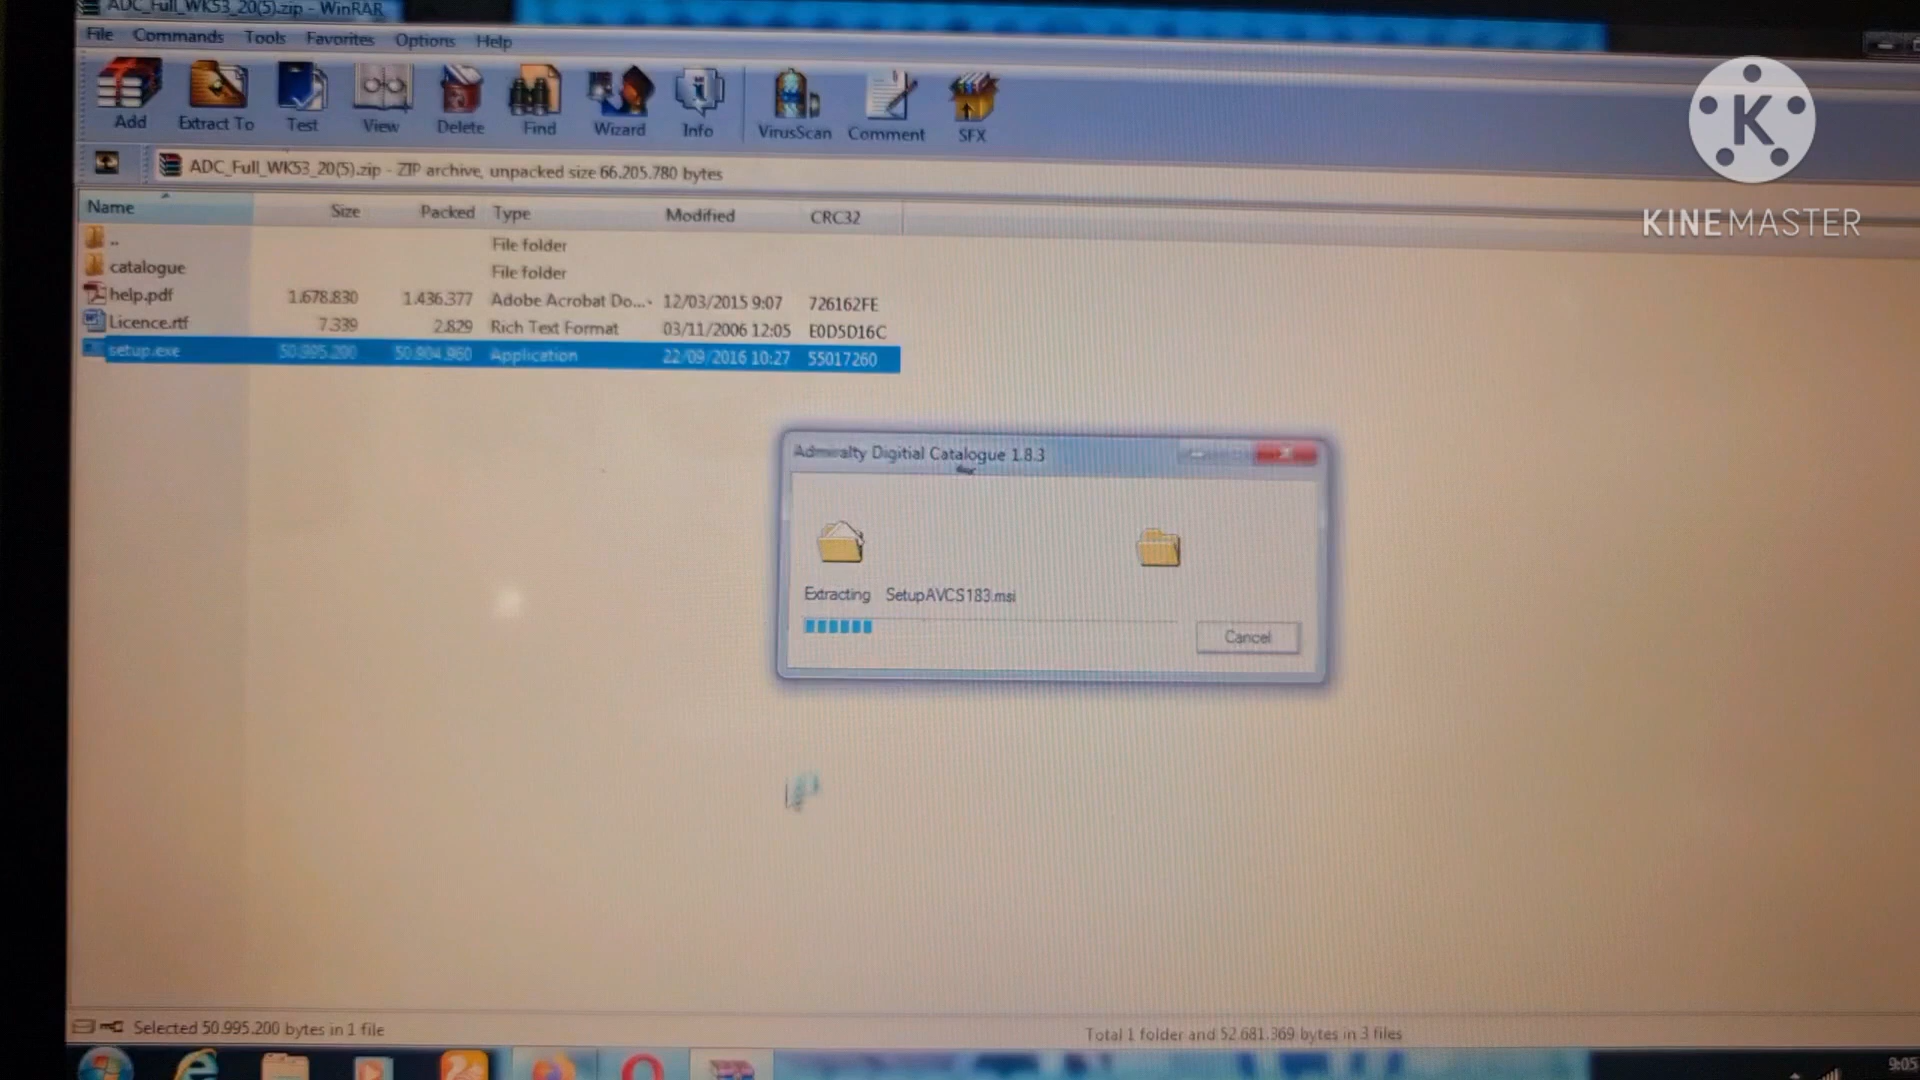 ADC_Full_WK53_20(5).zip - WinRAR
File Commands Tools Favorites Options Help
Add Extract To Test View Delete Find Wizard Info VirusScan Comment SFX
ADC_Full_WK53_20(5).zip - ZIP archive, unpacked size 66.205.780 bytes
Name Size Packed Type Modified CRC32
.. File folder
catalogue File folder
help.pdf 1.678.830 1.436.377 Adobe Acrobat Do... 12/03/2015 9:07 726162FE
Licence.rtf 7.339 2.829 Rich Text Format 03/11/2006 12:05 E0D5D16C
setup.exe 50.995.200 50.904.960 Application 22/09/2016 10:27 55017260
K
KINEMASTER
Admiralty Digitial Catalogue 1.8.3
Extracting SetupAVCS183.msi
Cancel
Selected 50.995.200 bytes in 1 file
Total 1 folder and 52.681.369 bytes in 3 files
9:05